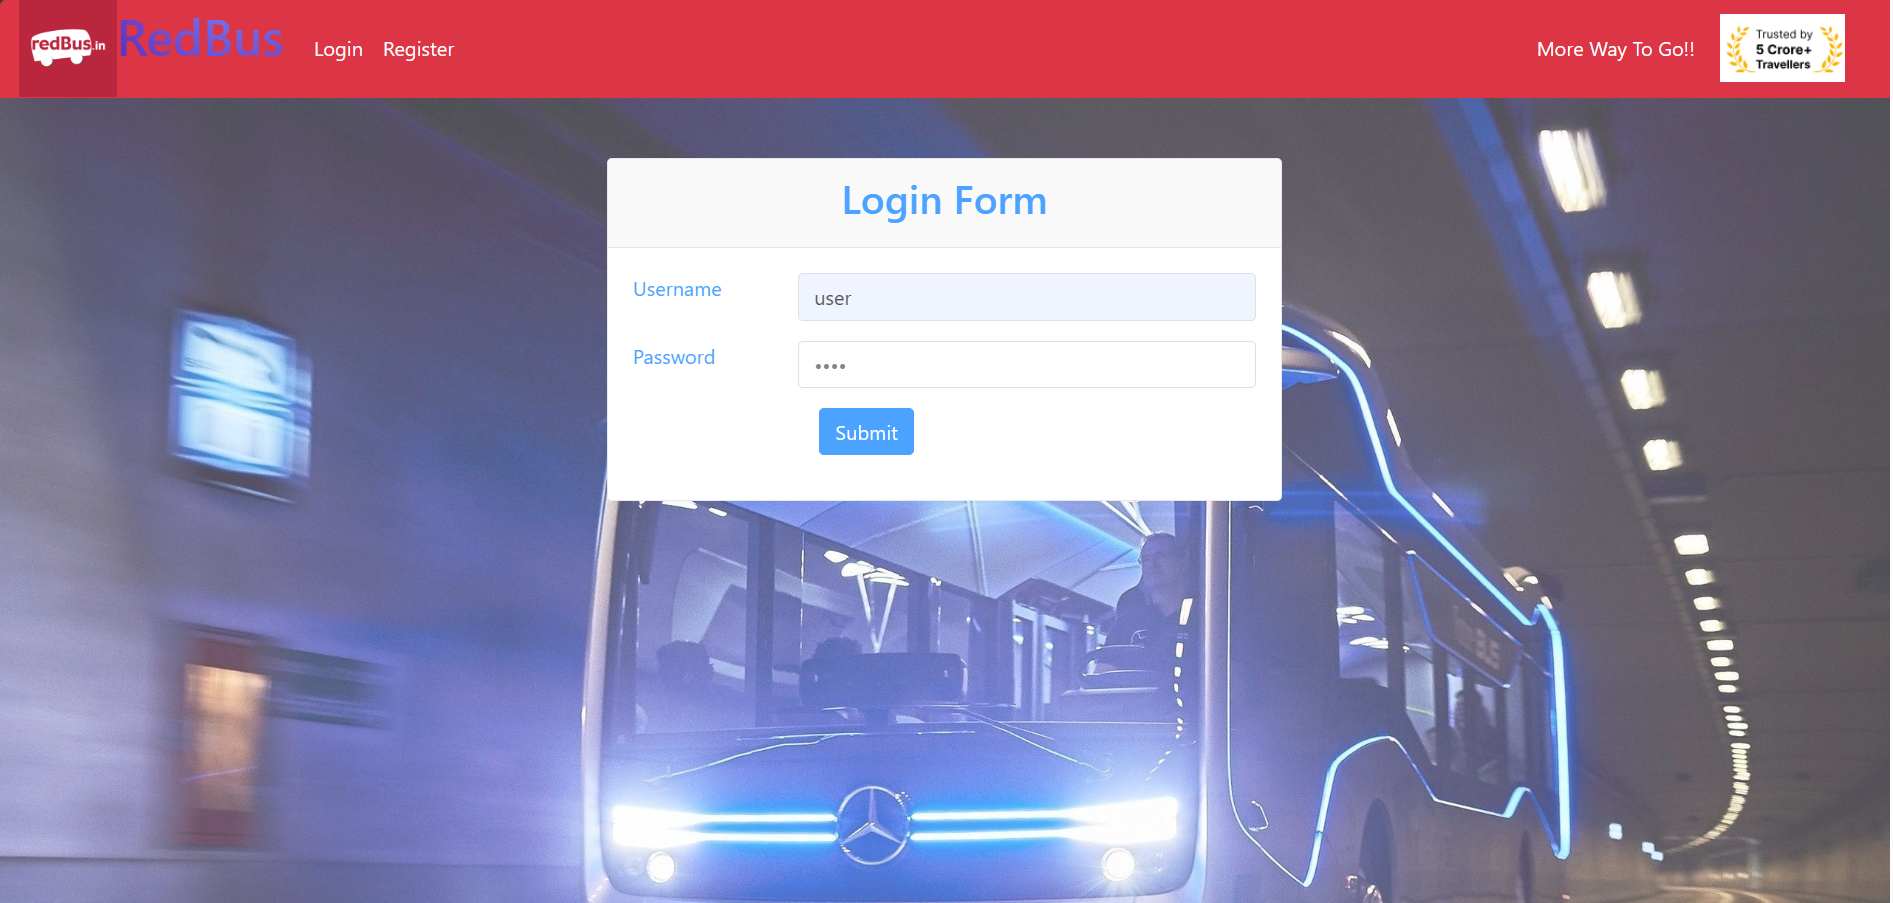 redBus.in
RedBus
Login
Register
More Way To Go!!
Trusted by
5 Crore+
Travellers
Login Form
Username
user
Password
••••
Submit